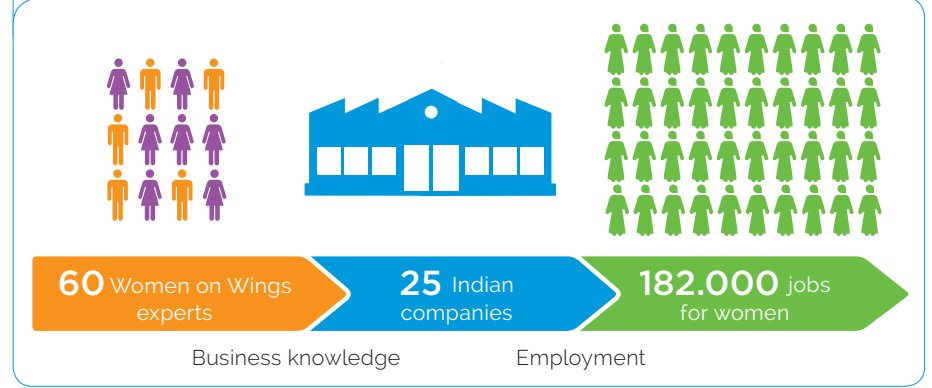 60 Women on Wings
experts
25 Indian
companies
182.000 jobs
for women
Business knowledge
Employment